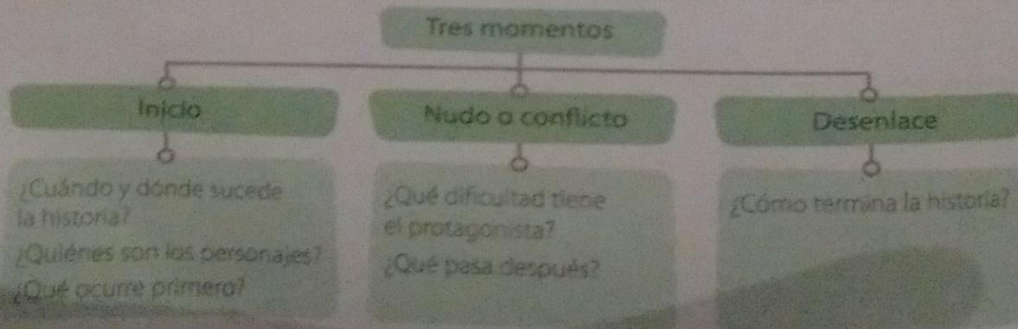 Tres momentos
Inicio
¿Cuándo y dónde sucede
la historia?
¿Quiénes son los personajes?
¿Qué ocurre primero?
Nudo o conflicto
¿Qué dificultad tiene
el protagonista?
¿Qué pasa después?
Desenlace
¿Cómo termina la historia?